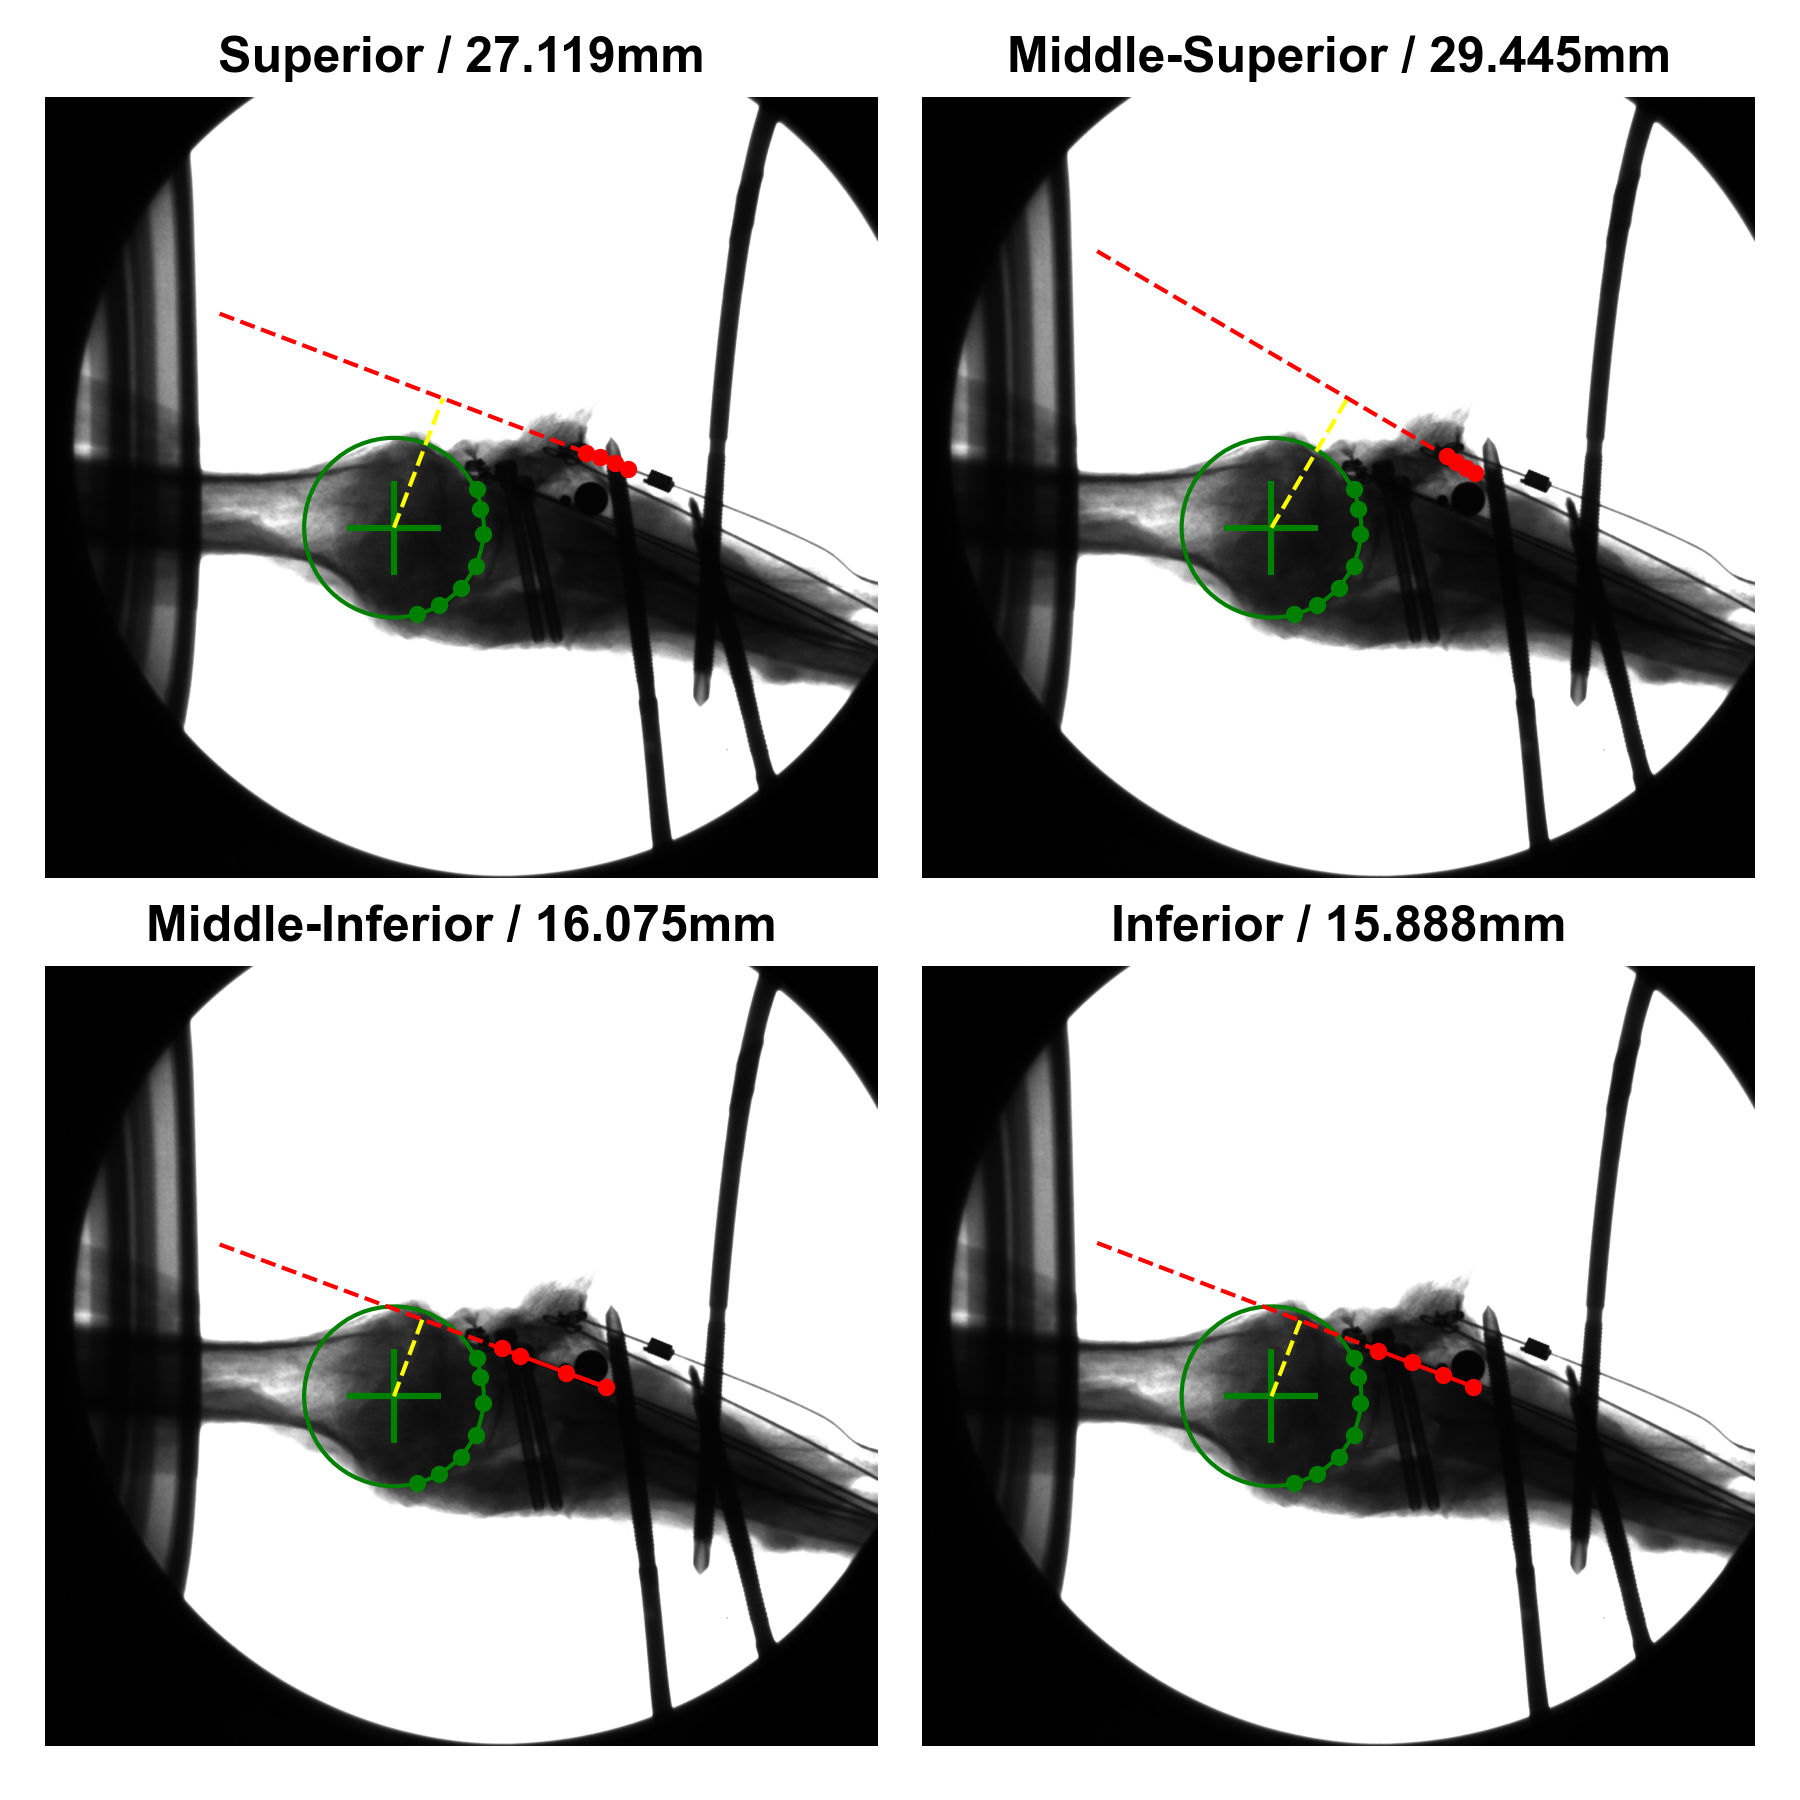 Superior / 27.119mm
Middle-Superior / 29.445mm
Middle-Inferior / 16.075mm
Inferior / 15.888mm